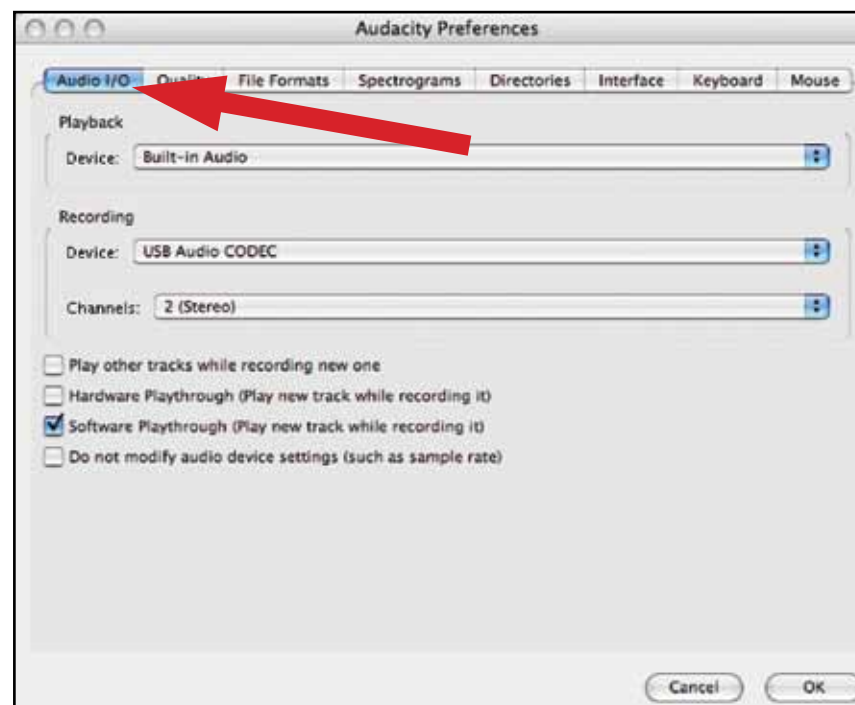 Audacity Preferences
Audio I/O Quality File Formats Spectrograms Directories Interface Keyboard Mouse
Playback
Device: Built-in Audio
Recording
Device: USB Audio CODEC
Channels: 2 (Stereo)
Play other tracks while recording new one
Hardware Playthrough (Play new track while recording it)
Software Playthrough (Play new track while recording it)
Do not modify audio device settings (such as sample rate)
Cancel OK